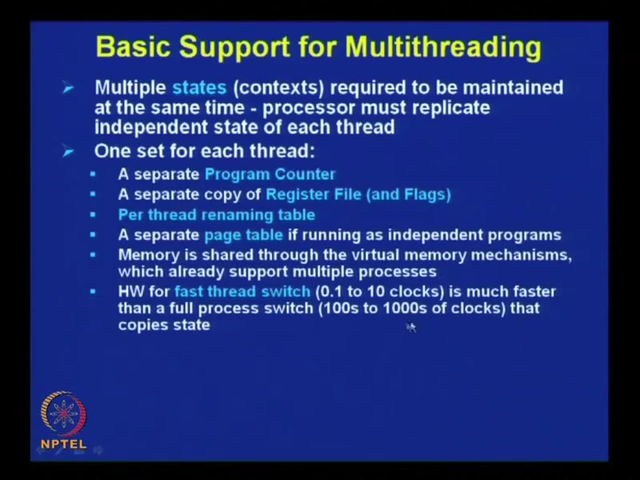 Basic Support for Multithreading
Multiple states (contexts) required to be maintained
at the same time - processor must replicate
independent state of each thread
One set for each thread:
A separate Program Counter
A separate copy of Register File (and Flags)
Per thread renaming table
A separate page table if running as independent programs
Memory is shared through the virtual memory mechanisms,
which already support multiple processes
HW for fast thread switch (0.1 to 10 clocks) is much faster
than a full process switch (100s to 1000s of clocks) that
copies state
NPTEL